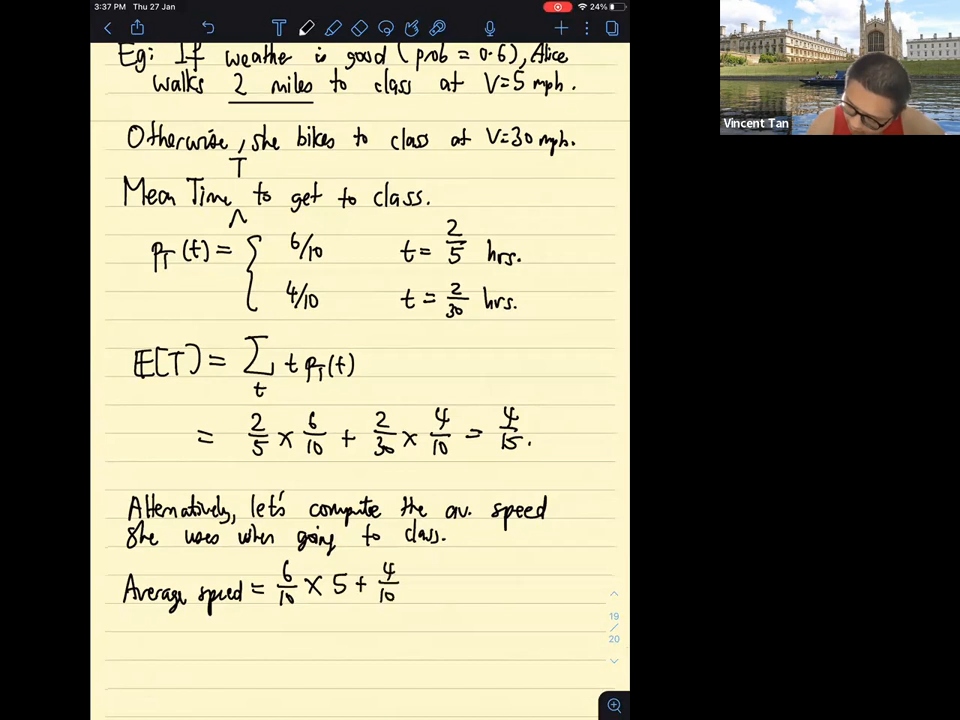 3:37 PM Thu 27 Jan
24%
Eg: If weather is good (prob = 0.6), Alice
walks 2 miles to class at V=5 mph.
Otherwise, she bikes to class at V=30 mph.
T
Mean Time ^ to get to class.
p_T(t) = { 6/10 t = 2/5 hrs.
4/10 t = 2/30 hrs.
E[T] = Σ_t t p_T(t)
= 2/5 × 6/10 + 2/30 × 4/10 = 4/15.
Alternatively, let's compute the av. speed
she uses when going to class.
Average speed = 6/10 × 5 + 4/10
19
/
20
Vincent Tan